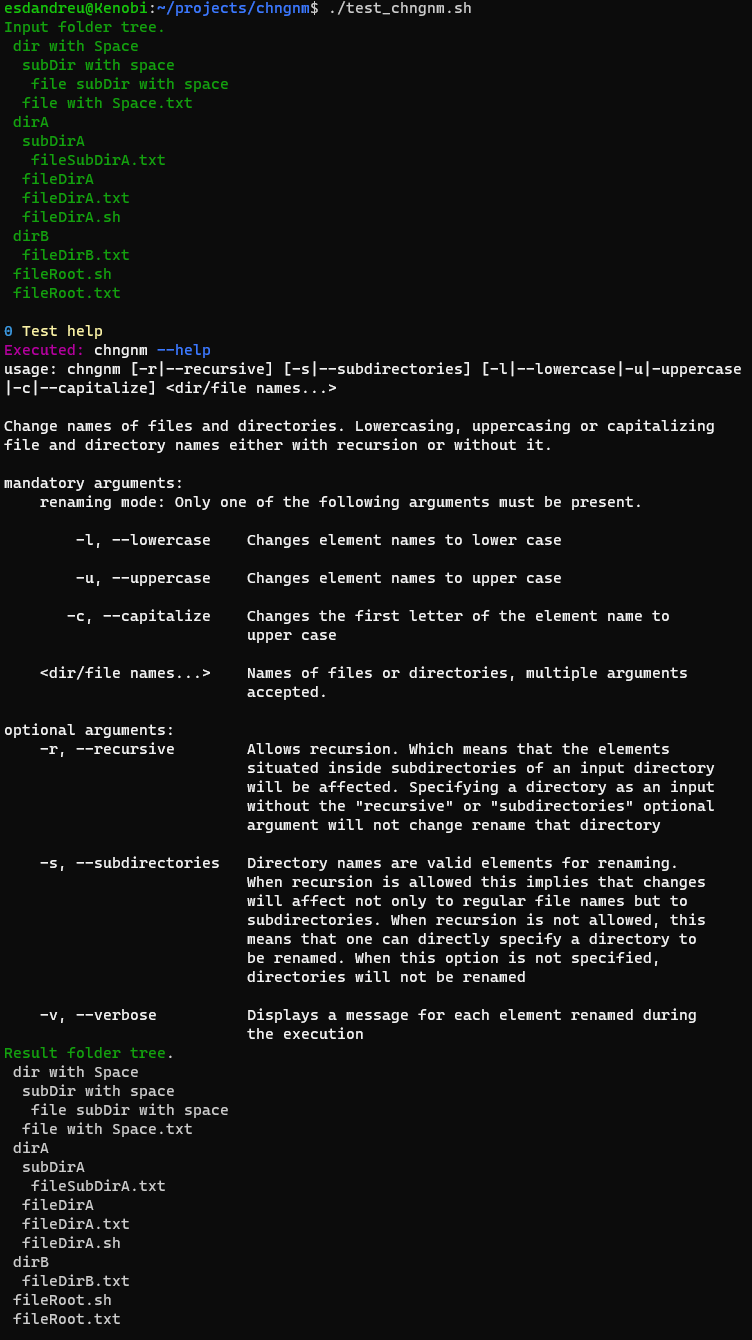 esdandreu@Kenobi:~/projects/chngnm$ ./test_chngnm.sh
Input folder tree.
 dir with Space
  subDir with space
   file subDir with space
  file with Space.txt
 dirA
  subDirA
   fileSubDirA.txt
  fileDirA
  fileDirA.txt
  fileDirA.sh
 dirB
  fileDirB.txt
 fileRoot.sh
 fileRoot.txt

0 Test help
Executed: chngnm --help
usage: chngnm [-r|--recursive] [-s|--subdirectories] [-l|--lowercase|-u|-uppercase
|-c|--capitalize] <dir/file names...>

Change names of files and directories. Lowercasing, uppercasing or capitalizing
file and directory names either with recursion or without it.

mandatory arguments:
    renaming mode: Only one of the following arguments must be present.

        -l, --lowercase    Changes element names to lower case

        -u, --uppercase    Changes element names to upper case

       -c, --capitalize    Changes the first letter of the element name to
                           upper case

    <dir/file names...>    Names of files or directories, multiple arguments
                           accepted.

optional arguments:
    -r, --recursive        Allows recursion. Which means that the elements
                           situated inside subdirectories of an input directory
                           will be affected. Specifying a directory as an input
                           without the "recursive" or "subdirectories" optional
                           argument will not change rename that directory

    -s, --subdirectories   Directory names are valid elements for renaming.
                           When recursion is allowed this implies that changes
                           will affect not only to regular file names but to
                           subdirectories. When recursion is not allowed, this
                           means that one can directly specify a directory to
                           be renamed. When this option is not specified,
                           directories will not be renamed

    -v, --verbose          Displays a message for each element renamed during
                           the execution
Result folder tree.
 dir with Space
  subDir with space
   file subDir with space
  file with Space.txt
 dirA
  subDirA
   fileSubDirA.txt
  fileDirA
  fileDirA.txt
  fileDirA.sh
 dirB
  fileDirB.txt
 fileRoot.sh
 fileRoot.txt